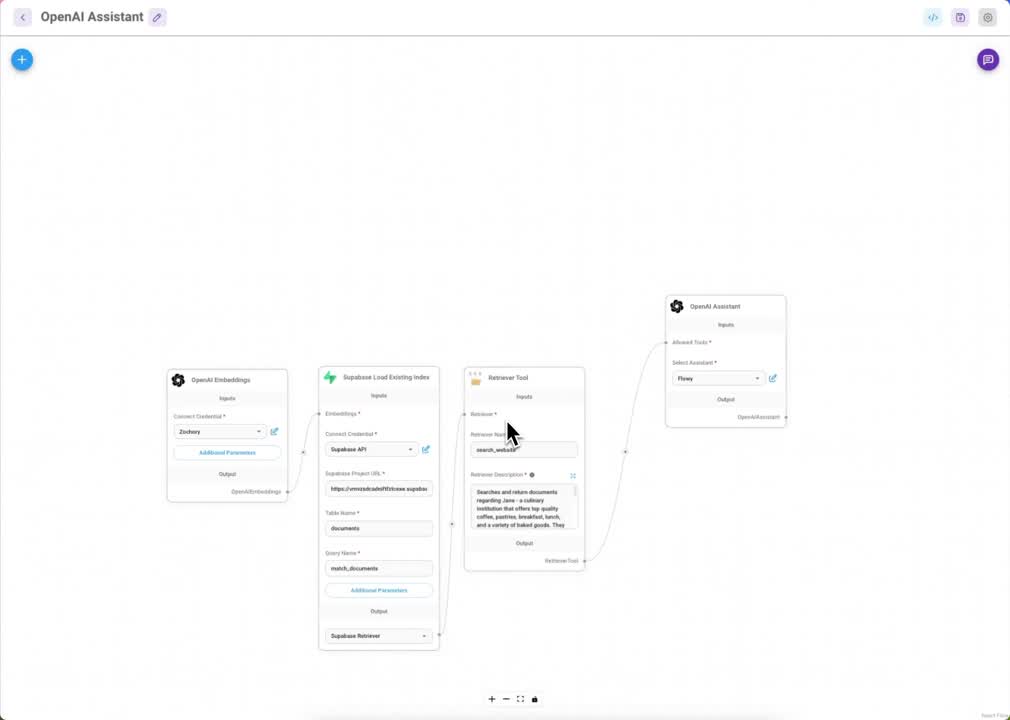 OpenAI Assistant
OpenAI Embeddings
Inputs
Connect Credential *
Zochory
Additional Parameters
Output
OpenAIEmbeddings
Supabase Load Existing Index
Inputs
Embeddings *
Connect Credential *
Supabase API
Supabase Project URL *
Table Name *
documents
Query Name *
match_documents
Additional Parameters
Output
Supabase Retriever
Retriever Tool
Inputs
Retriever *
Retriever
search_website
Retriever Description *
Searches and return documents
regarding Jane - a culinary
institution that offers top quality
coffee, pastries, breakfast, lunch,
and a variety of baked goods. They
Output
RetrieverTool
OpenAI Assistant
Inputs
Allowed Tools *
Select Assistant *
Flowy
Output
OpenAIAssistant
React Flow